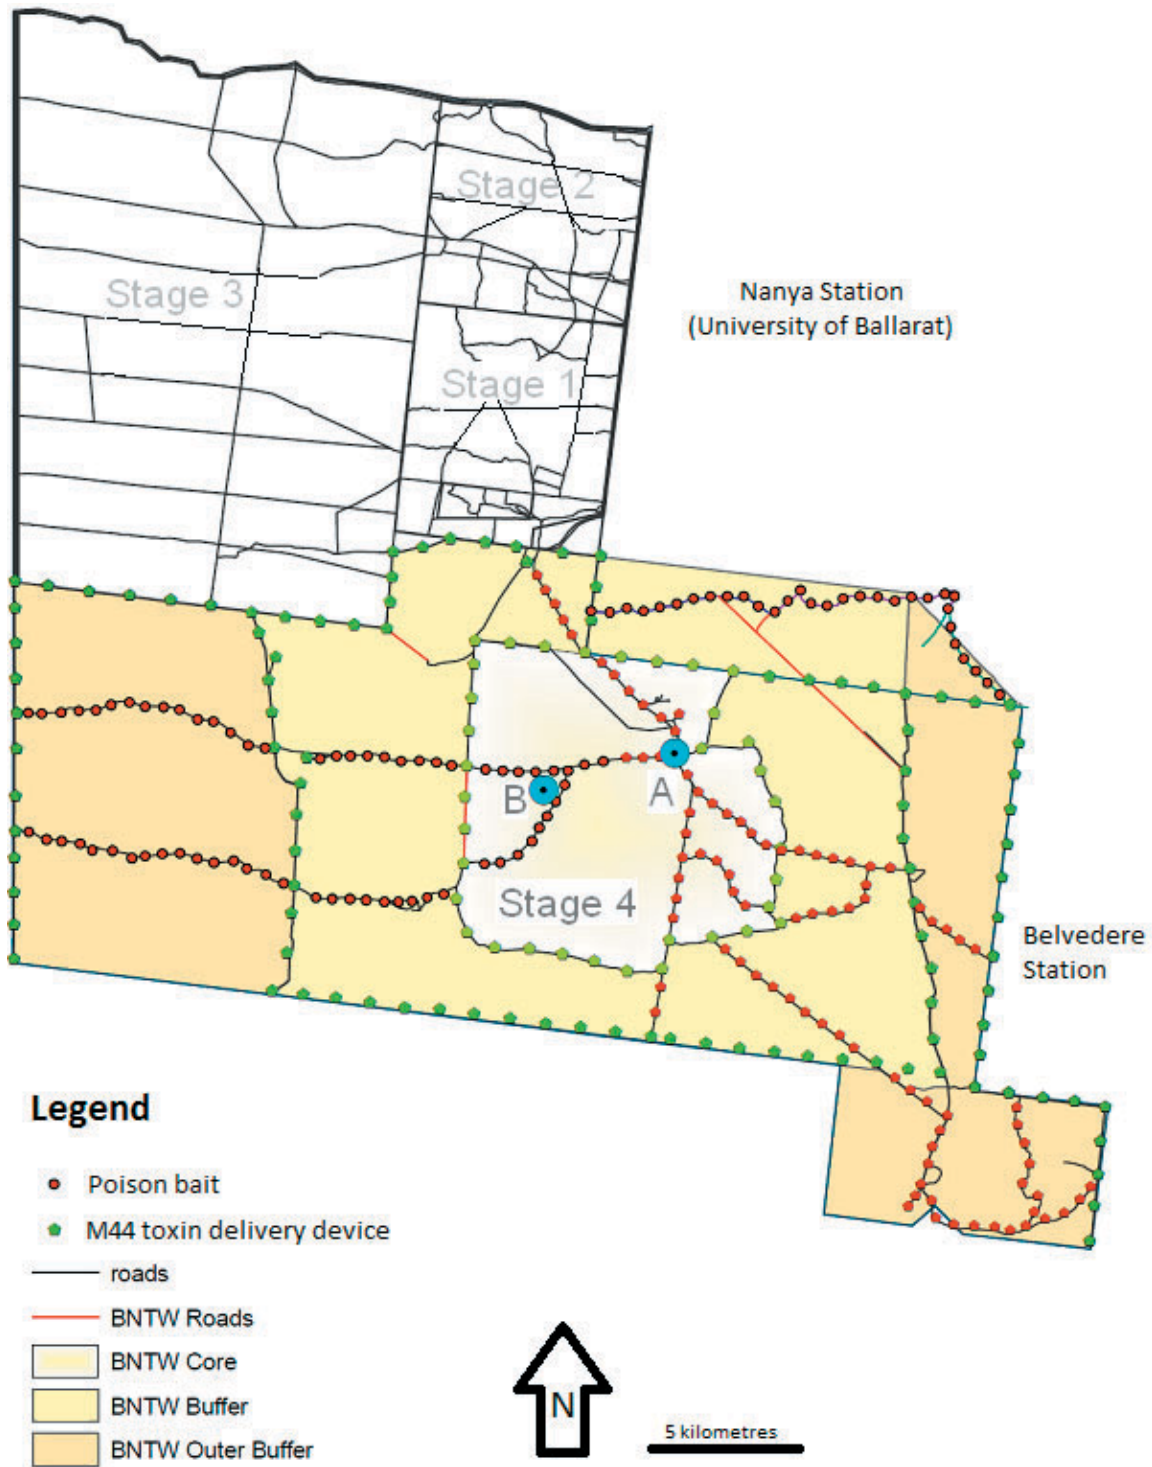 Stage 2
Nanya Station
(University of Ballarat)
Stage 3
Stage 1
A
B
Stage 4
Belvedere
Station
Legend
Poison bait
M44 toxin delivery device
roads
BNTW Roads
BNTW Core
BNTW Buffer
BNTW Outer Buffer
N
5 kilometres